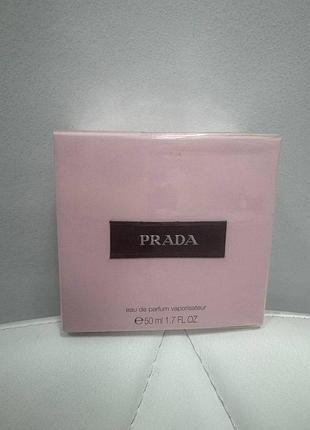 PRADA
eau de parfum vaporisateur
℮ 50 ml 1.7 FL OZ